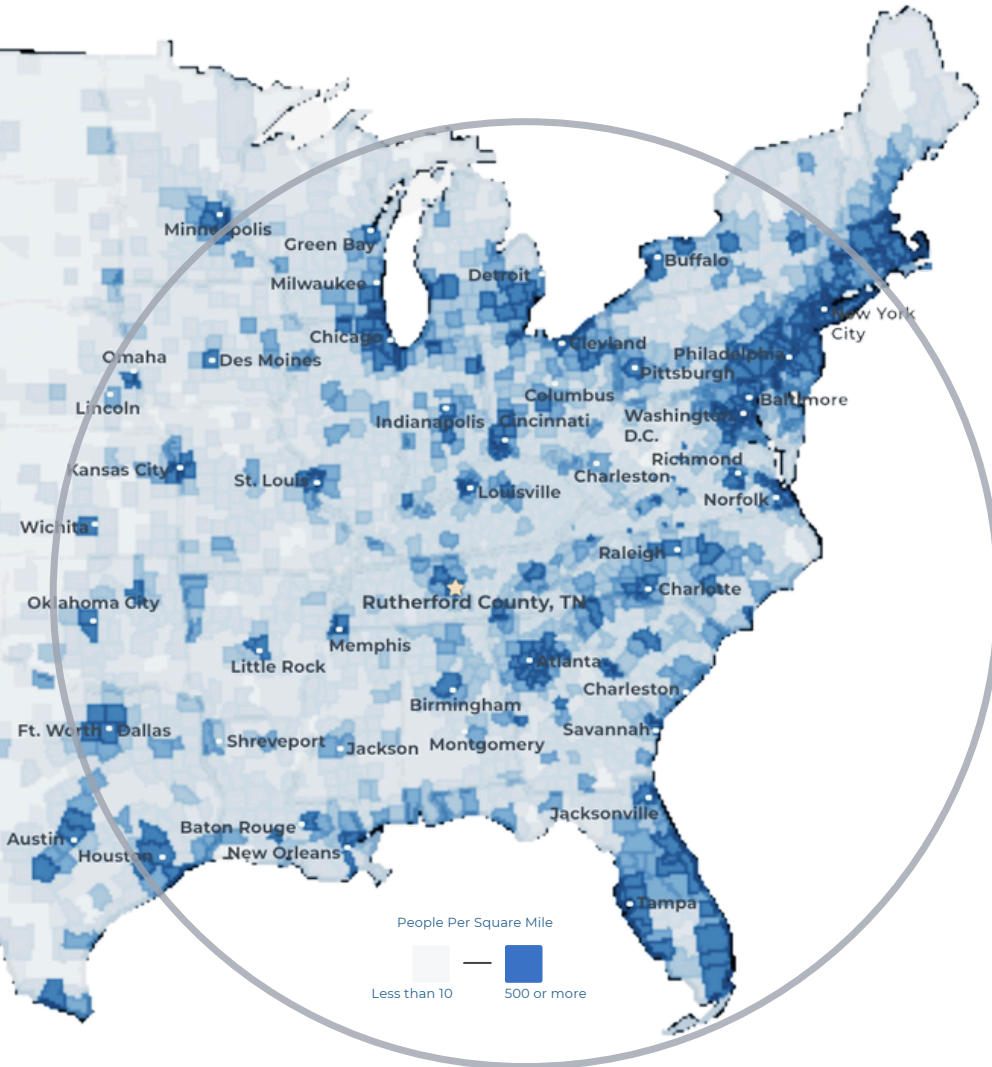 Minneapolis
Green Bay
Buffalo
Detroit
Milwaukee
New York
City
Chicago
Cleveland
Philadelphia
Omaha
Des Moines
Pittsburgh
Columbus
Baltimore
Lincoln
Washington
D.C.
Indianapolis
Cincinnati
Richmond
Kansas City
St. Louis
Charleston
Louisville
Norfolk
Wichita
Raleigh
Charlotte
Oklahoma City
Rutherford County, TN
Memphis
Atlanta
Little Rock
Charleston
Birmingham
Ft. Worth
Dallas
Savannah
Shreveport
Jackson
Montgomery
Jacksonville
Baton Rouge
Austin
New Orleans
Houston
Tampa
People Per Square Mile
Less than 10
500 or more